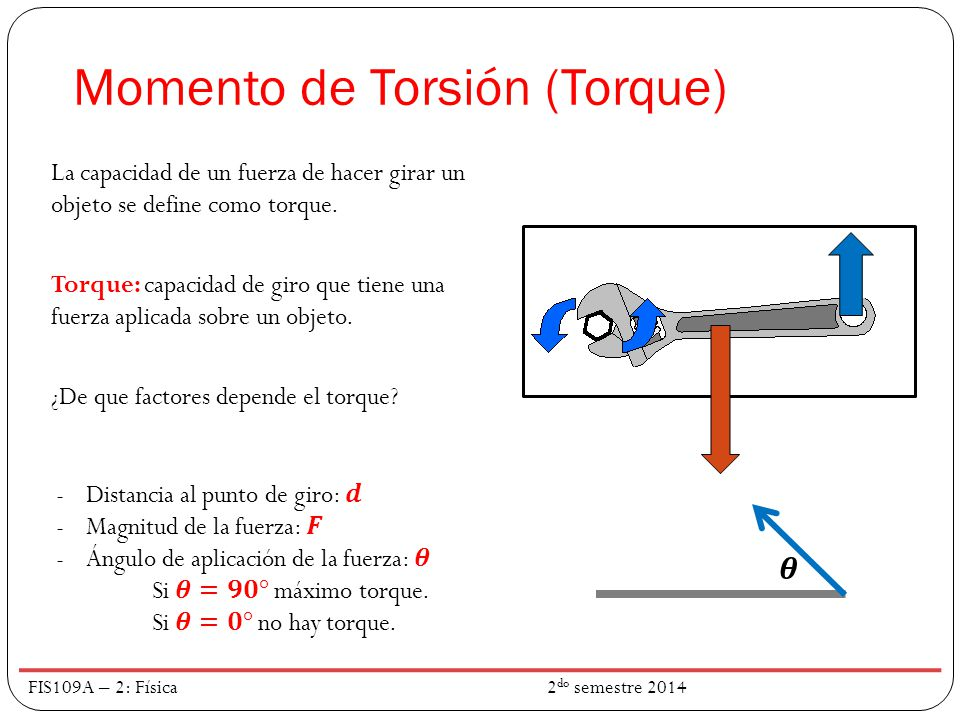 Momento de Torsión (Torque)
La capacidad de un fuerza de hacer girar un
objeto se define como torque.
Torque: capacidad de giro que tiene una
fuerza aplicada sobre un objeto.
¿De que factores depende el torque?
- Distancia al punto de giro: d
- Magnitud de la fuerza: F
- Ángulo de aplicación de la fuerza: θ
Si θ = 90° máximo torque.
Si θ = 0° no hay torque.
θ
FIS109A – 2: Física
2do semestre 2014